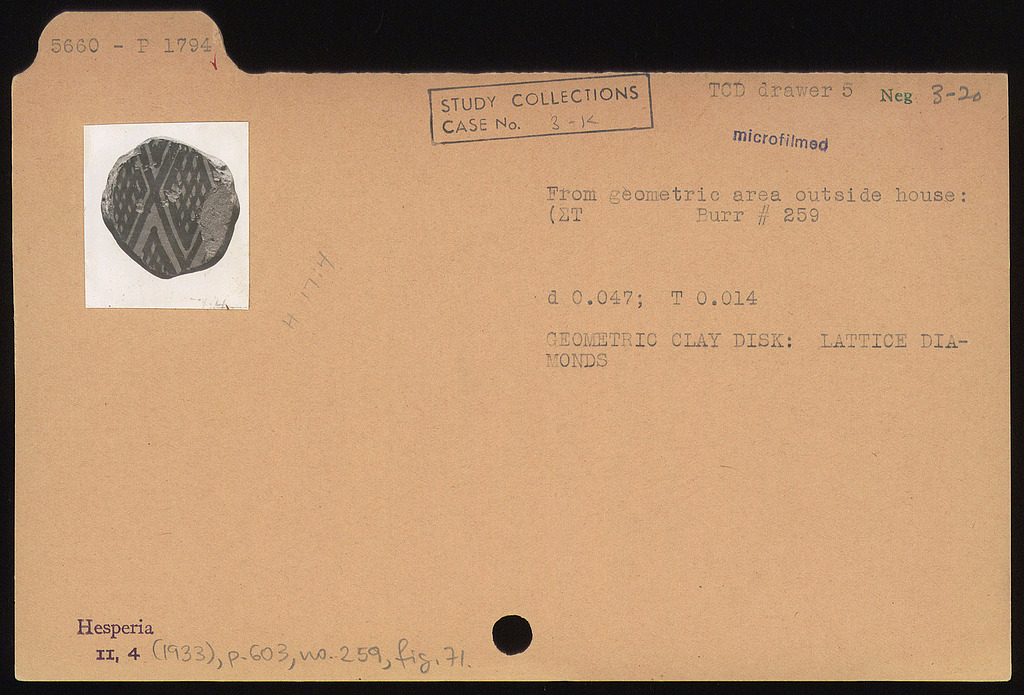 5660 - P 1794
STUDY COLLECTIONS
CASE No. 3-K
TCD drawer 5 Neg 3-20
microfilmed
From geometric area outside house:
(ΣT Burr # 259
H 17:4
d 0.047; T 0.014
GEOMETRIC CLAY DISK: LATTICE DIA-
MONDS
Hesperia
II, 4 (1933), p. 603, no. 259, fig. 71.